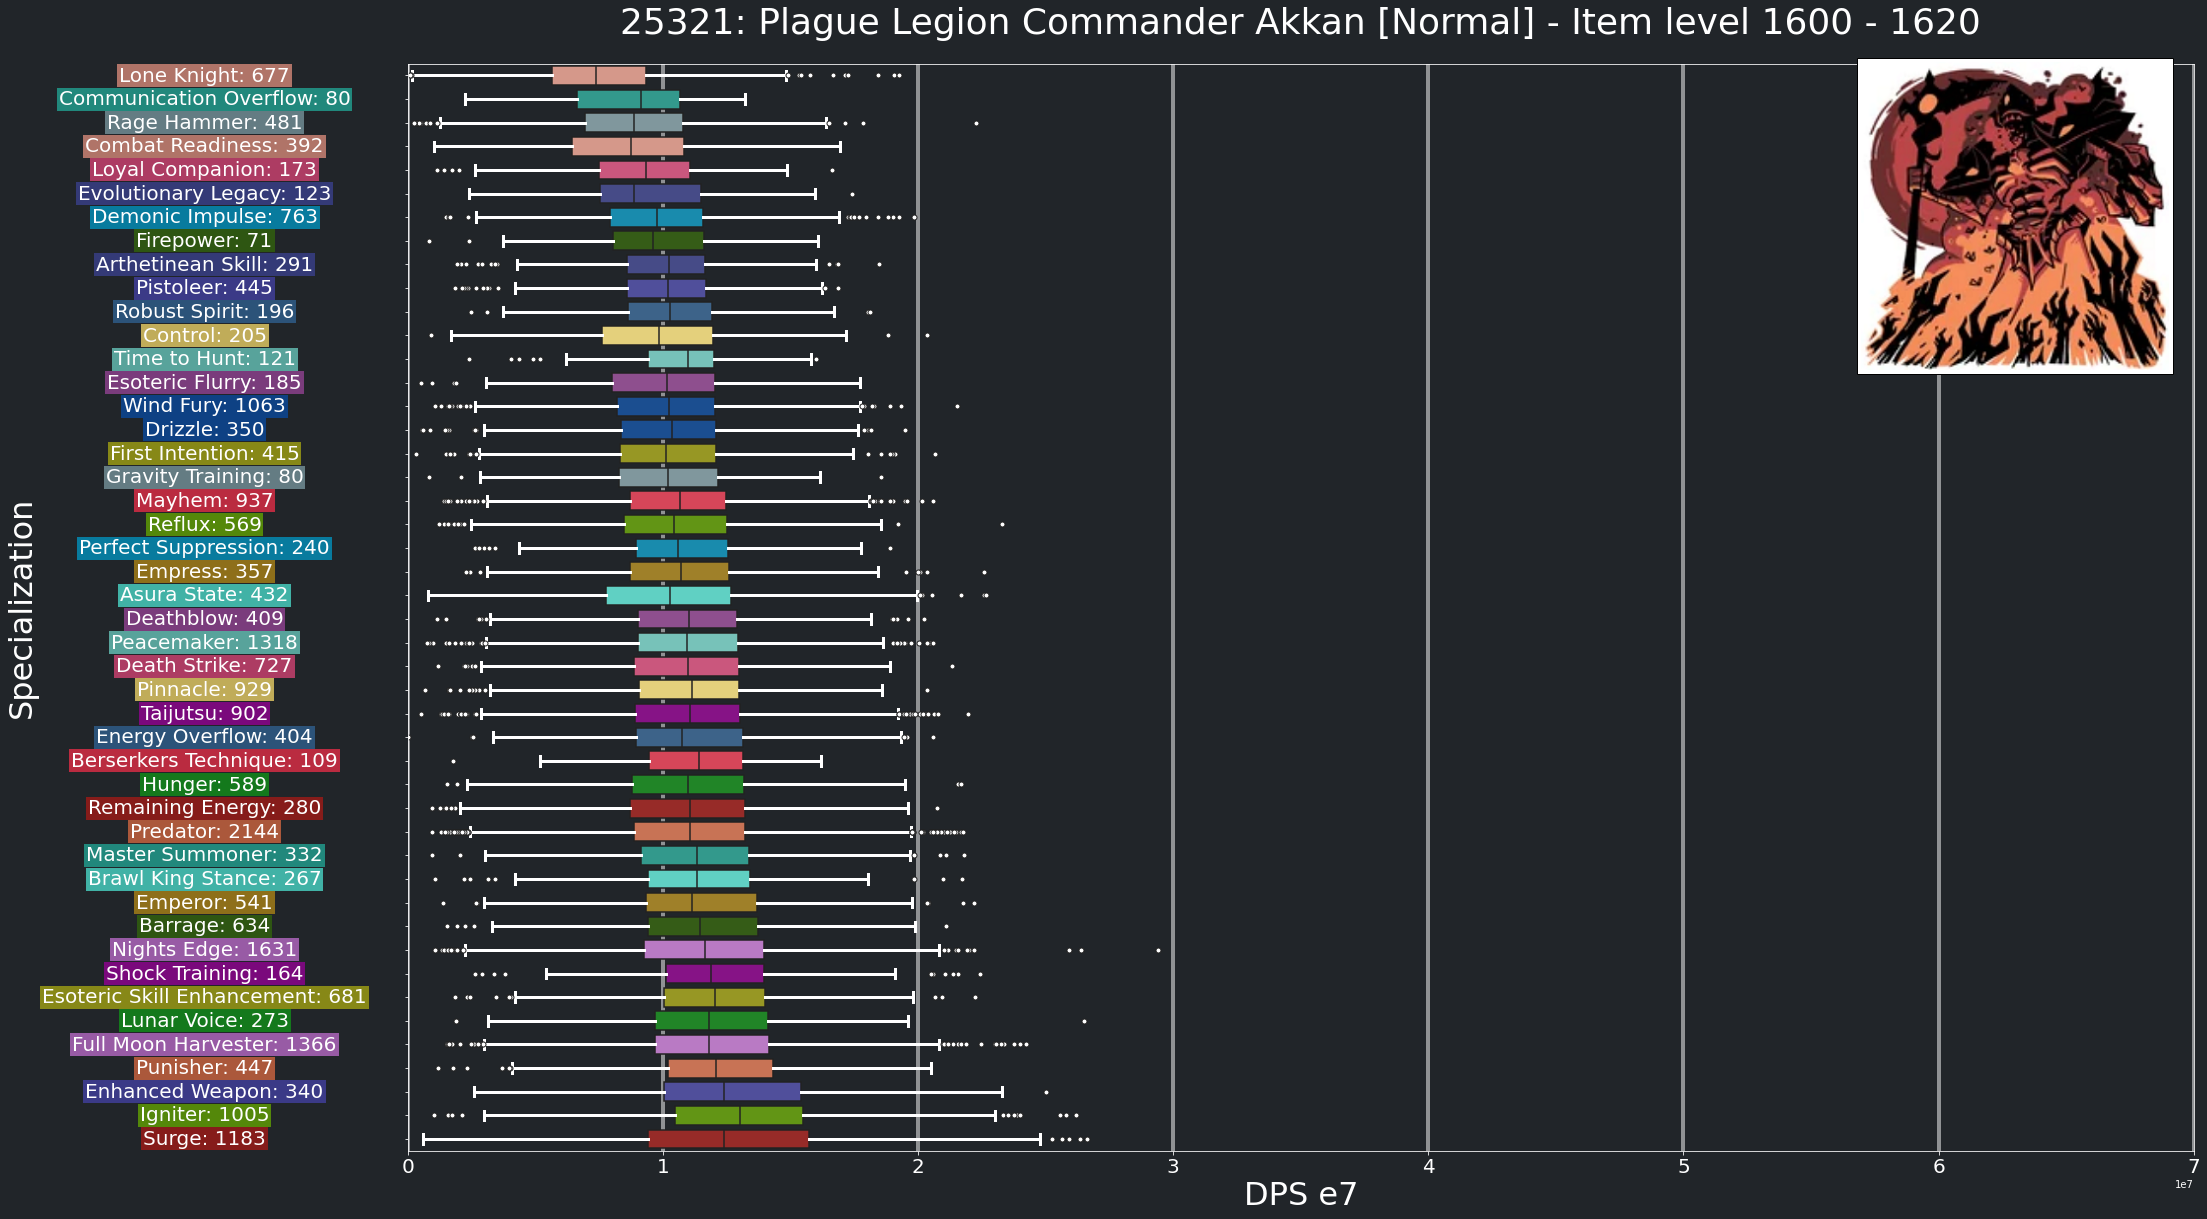 25321: Plague Legion Commander Akkan [Normal] - Item level 1600 - 1620
Specialization
Lone Knight: 677
Communication Overflow: 80
Rage Hammer: 481
Combat Readiness: 392
Loyal Companion: 173
Evolutionary Legacy: 123
Demonic Impulse: 763
Firepower: 71
Arthetinean Skill: 291
Pistoleer: 445
Robust Spirit: 196
Control: 205
Time to Hunt: 121
Esoteric Flurry: 185
Wind Fury: 1063
Drizzle: 350
First Intention: 415
Gravity Training: 80
Mayhem: 937
Reflux: 569
Perfect Suppression: 240
Empress: 357
Asura State: 432
Deathblow: 409
Peacemaker: 1318
Death Strike: 727
Pinnacle: 929
Taijutsu: 902
Energy Overflow: 404
Berserkers Technique: 109
Hunger: 589
Remaining Energy: 280
Predator: 2144
Master Summoner: 332
Brawl King Stance: 267
Emperor: 541
Barrage: 634
Nights Edge: 1631
Shock Training: 164
Esoteric Skill Enhancement: 681
Lunar Voice: 273
Full Moon Harvester: 1366
Punisher: 447
Enhanced Weapon: 340
Igniter: 1005
Surge: 1183
0 1 2 3 4 5 6 7
1e7
DPS e7